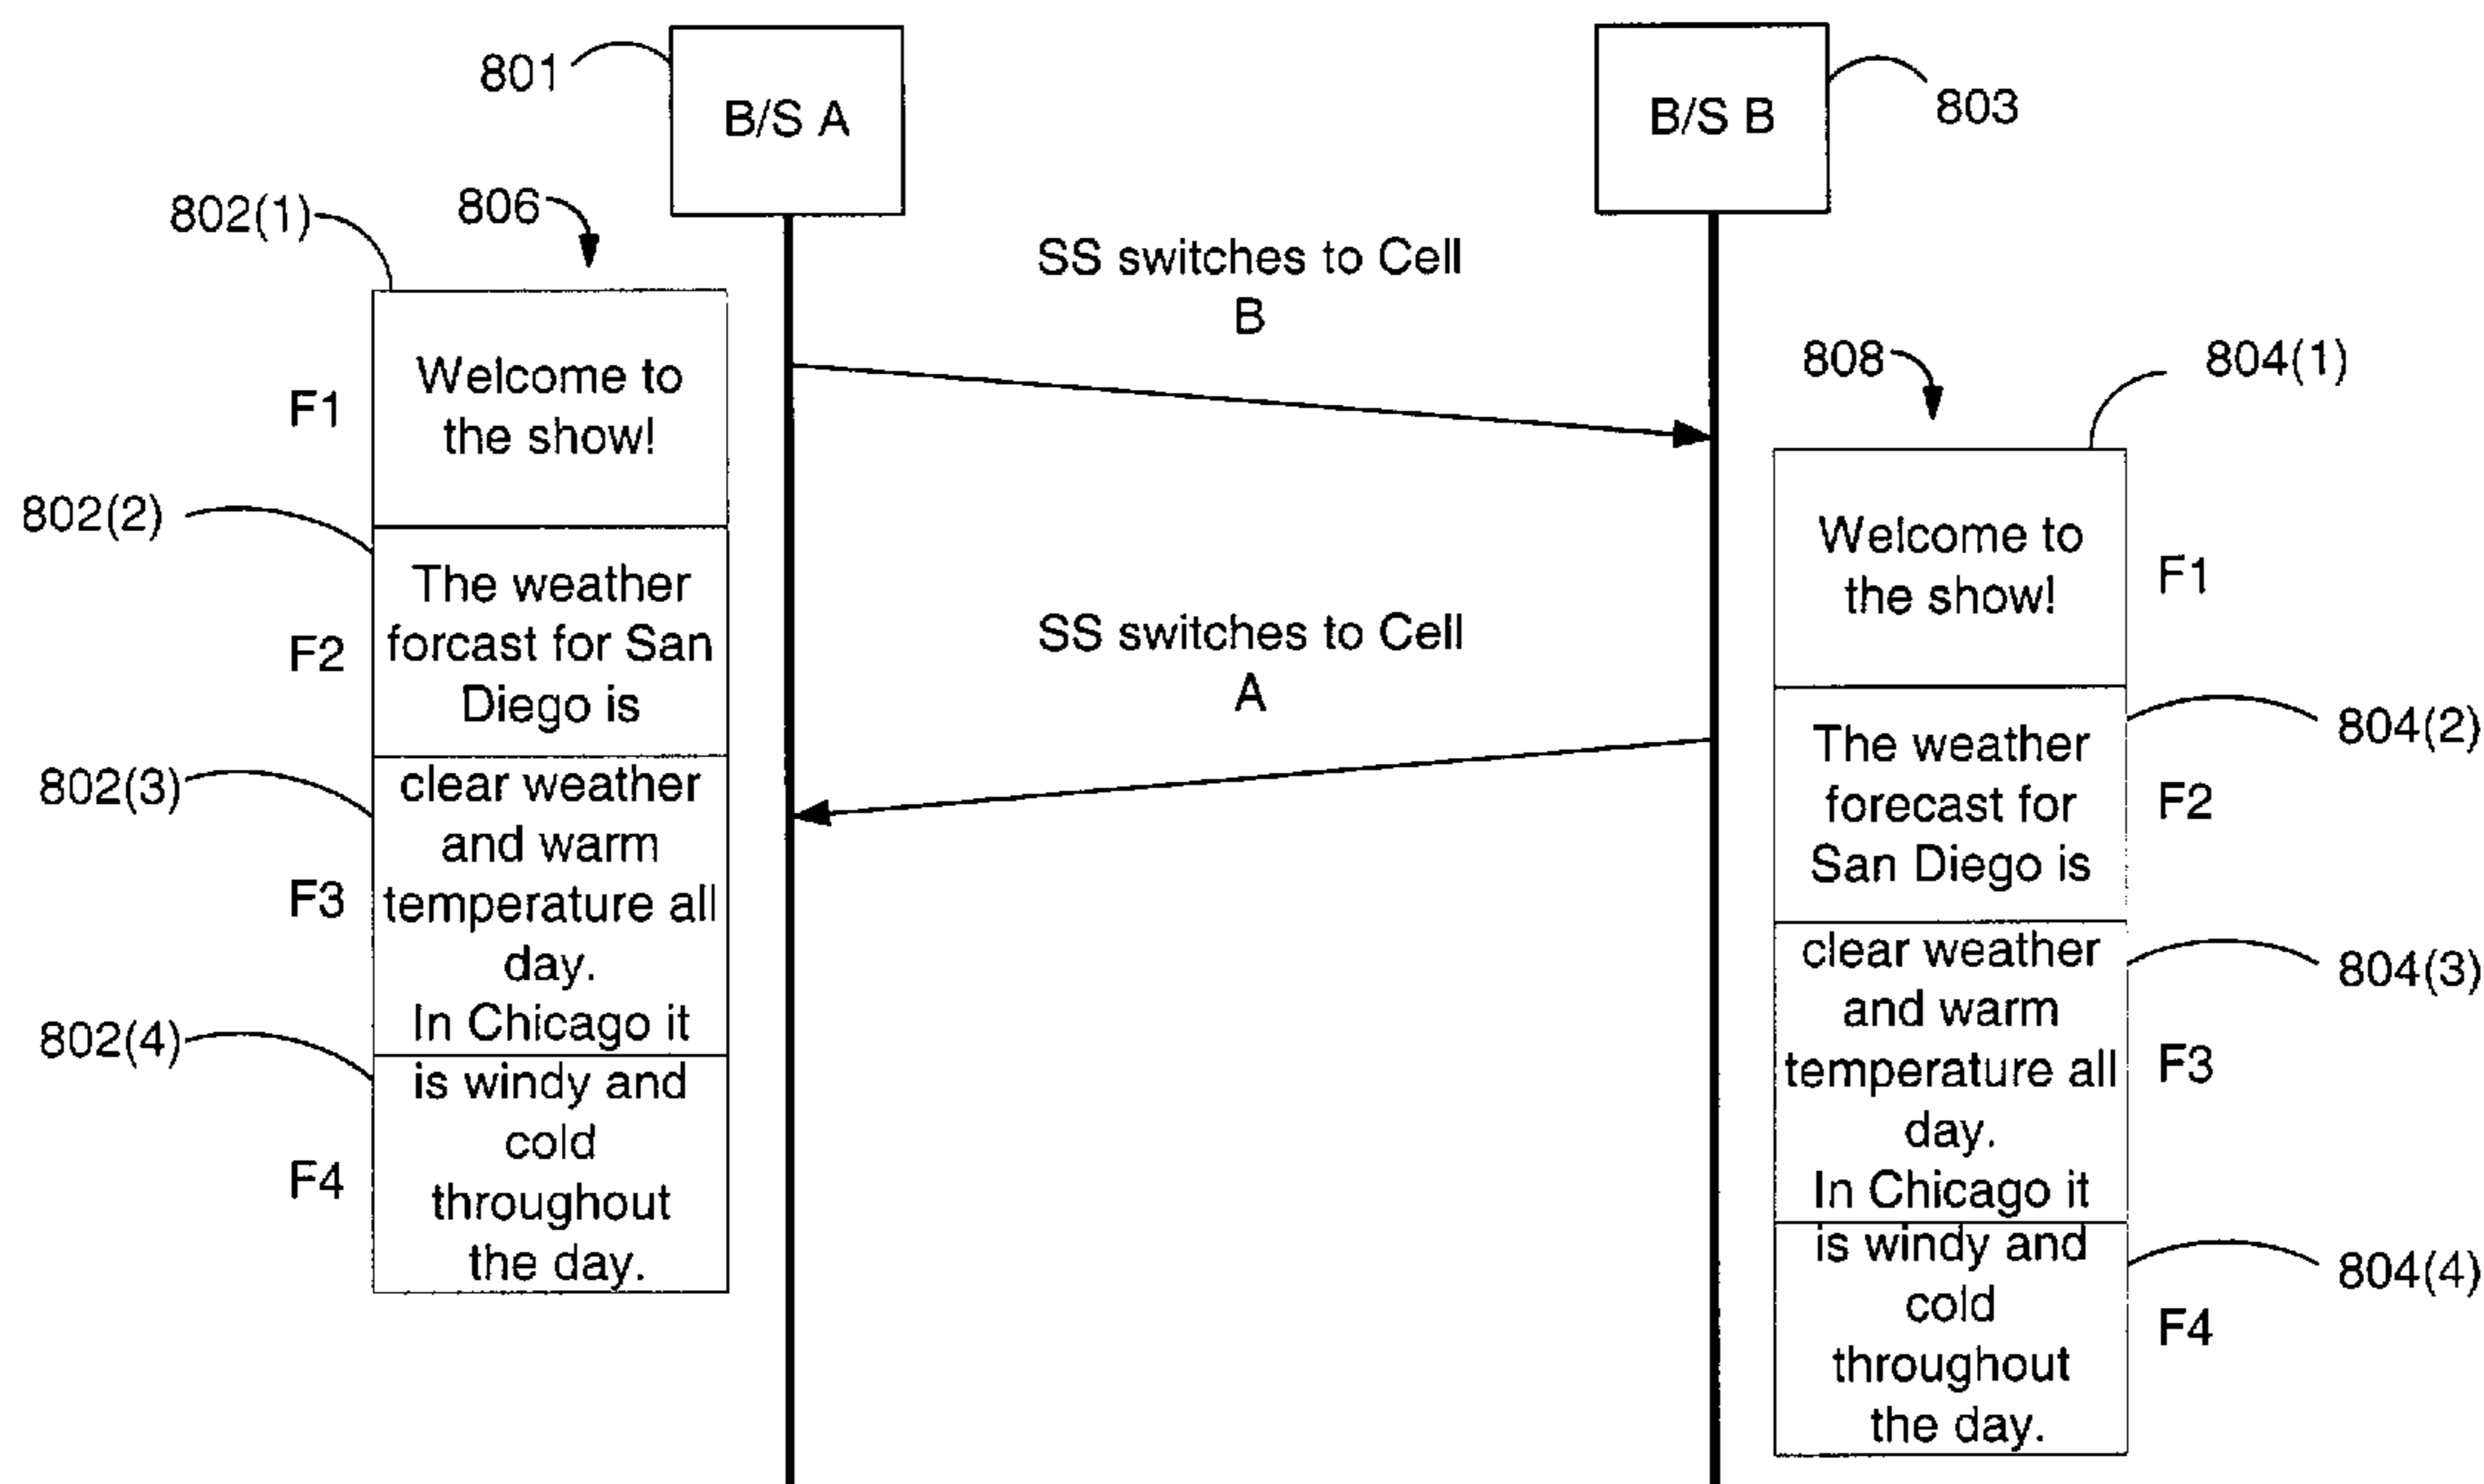 801
B/S A
B/S B
803
802(1)
806
SS switches to Cell
B
808
804(1)
F1
Welcome to
the show!
802(2)
F2
The weather
forcast for San
Diego is
802(3)
F3
clear weather
and warm
temperature all
day.
In Chicago it
802(4)
F4
is windy and
cold
throughout
the day.
SS switches to Cell
A
Welcome to
the show!
F1
804(2)
The weather
forecast for
San Diego is
F2
804(3)
clear weather
and warm
temperature all
day.
In Chicago it
F3
804(4)
is windy and
cold
throughout
the day.
F4